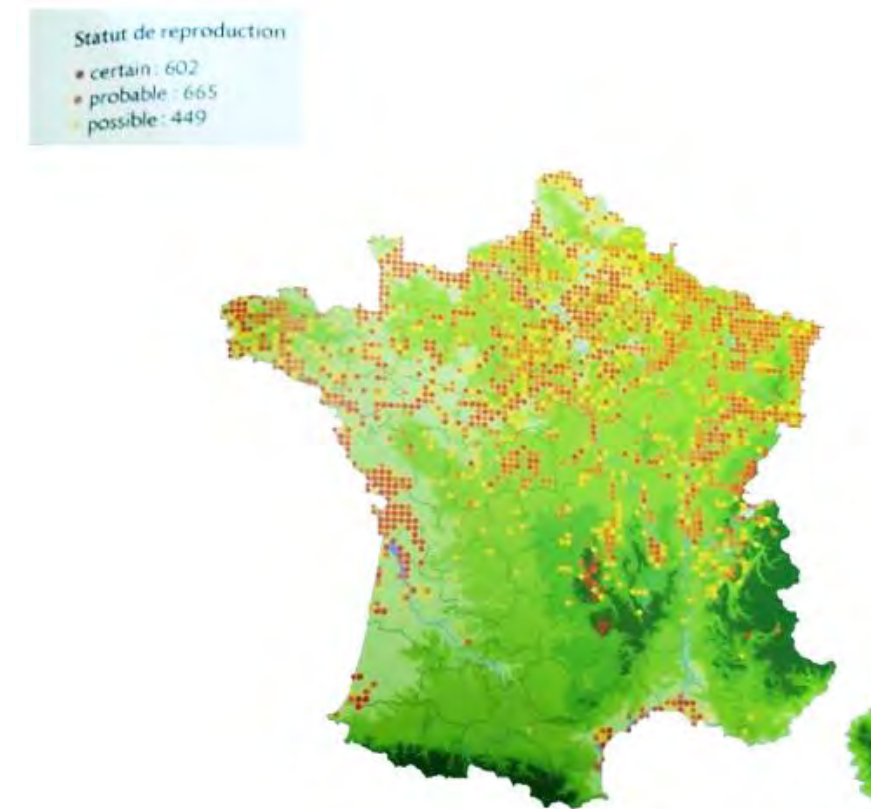 Statut de reproduction
certain : 602
probable : 665
possible : 449